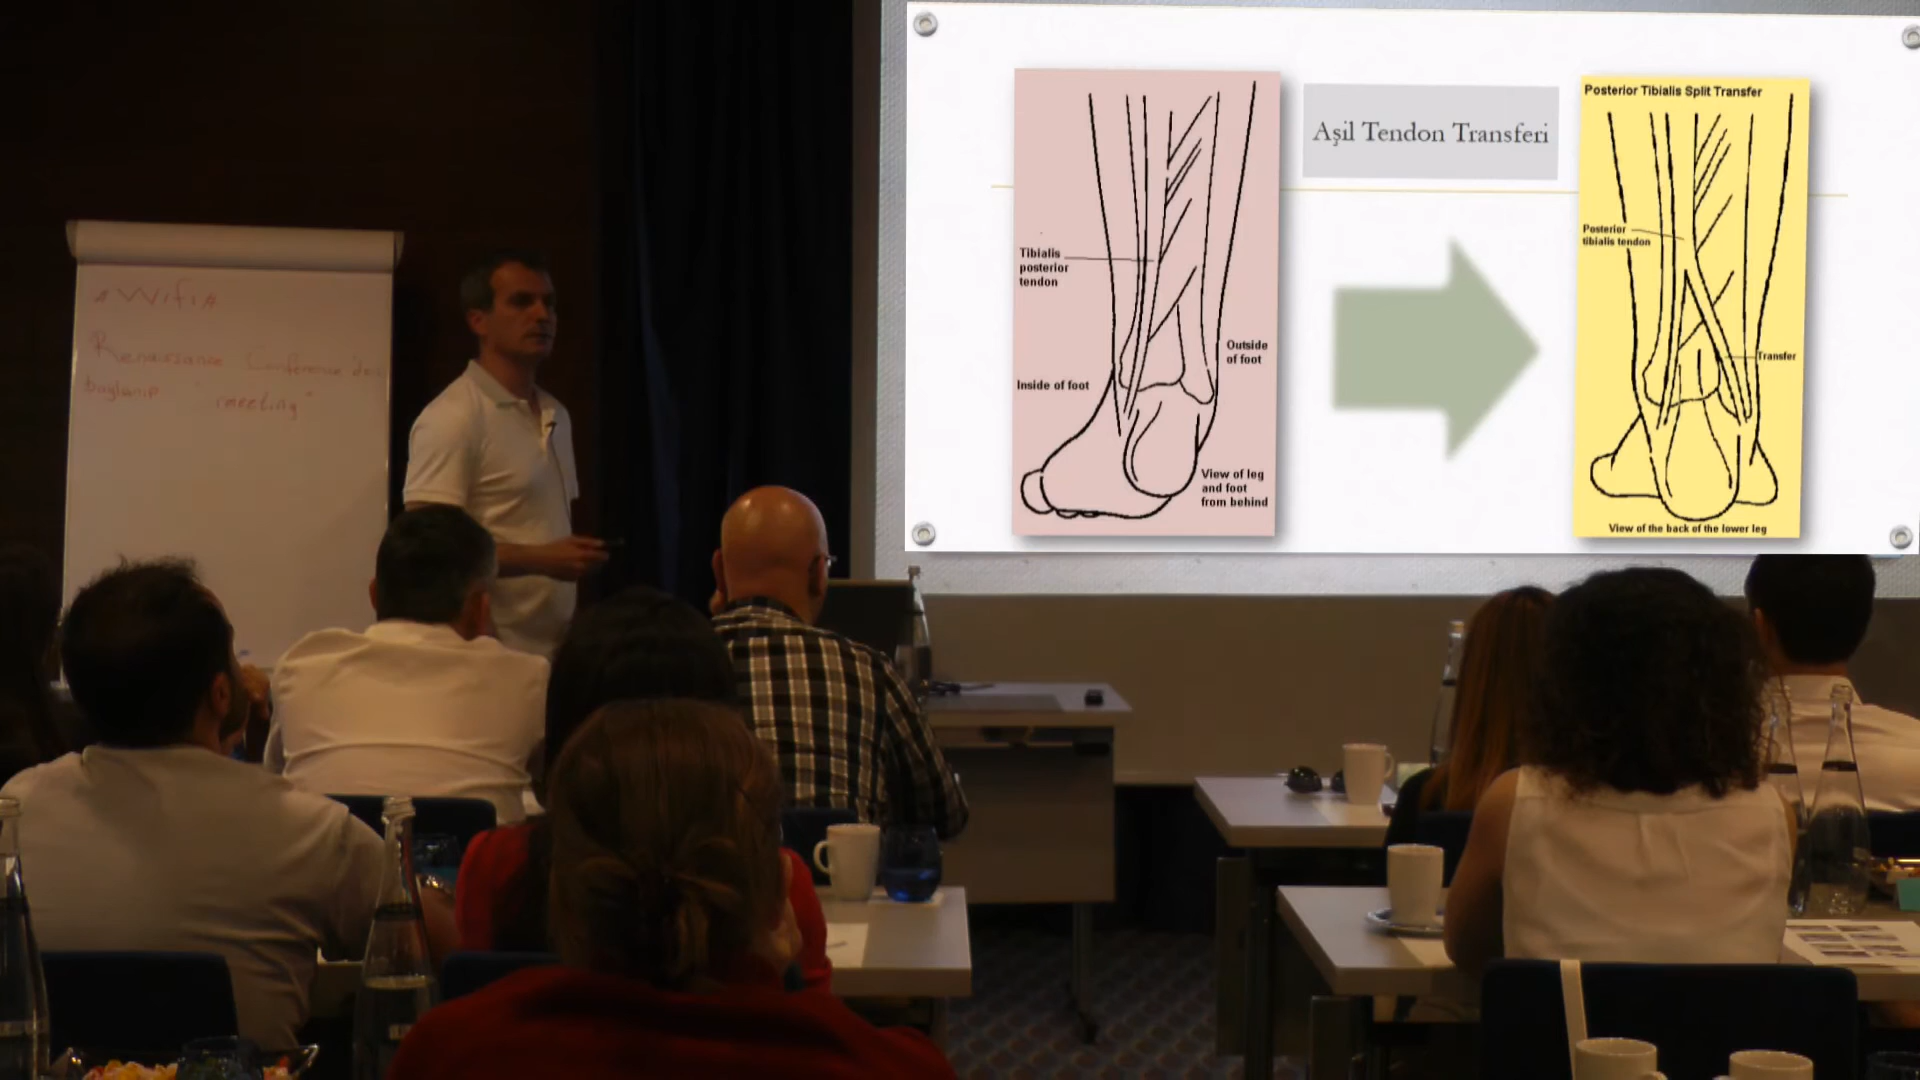 Aşil Tendon Transferi
Tibialis
posterior
tendon
Outside
of foot
Inside of foot
View of leg
and foot
from behind
Posterior Tibialis Split Transfer
Posterior
tibialis tendon
Transfer
View of the back of the lower leg
Wifi
Renaissance Conference'dan
bağlanıp "meeting"